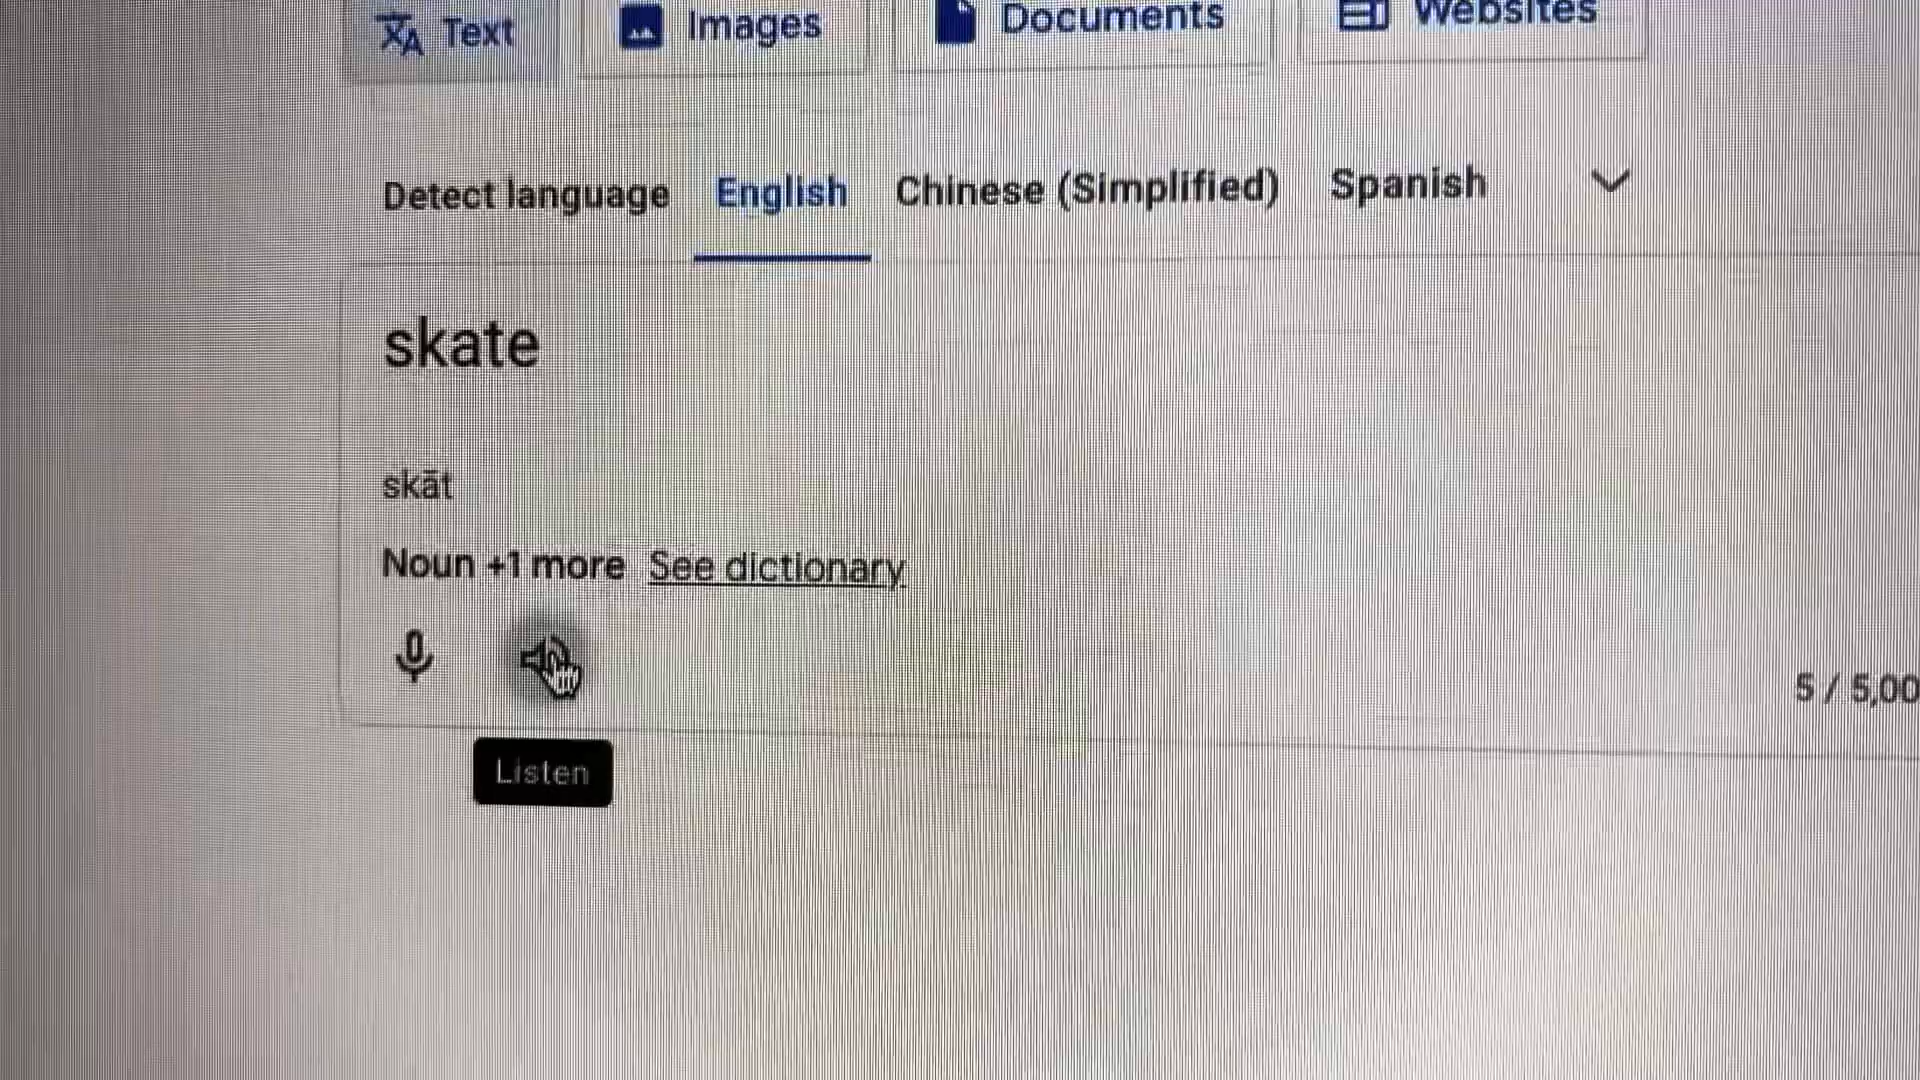 Text Images Documents Websites
Detect language English Chinese (Simplified) Spanish
skate
skāt
Noun +1 more See dictionary
5 / 5,00
Listen